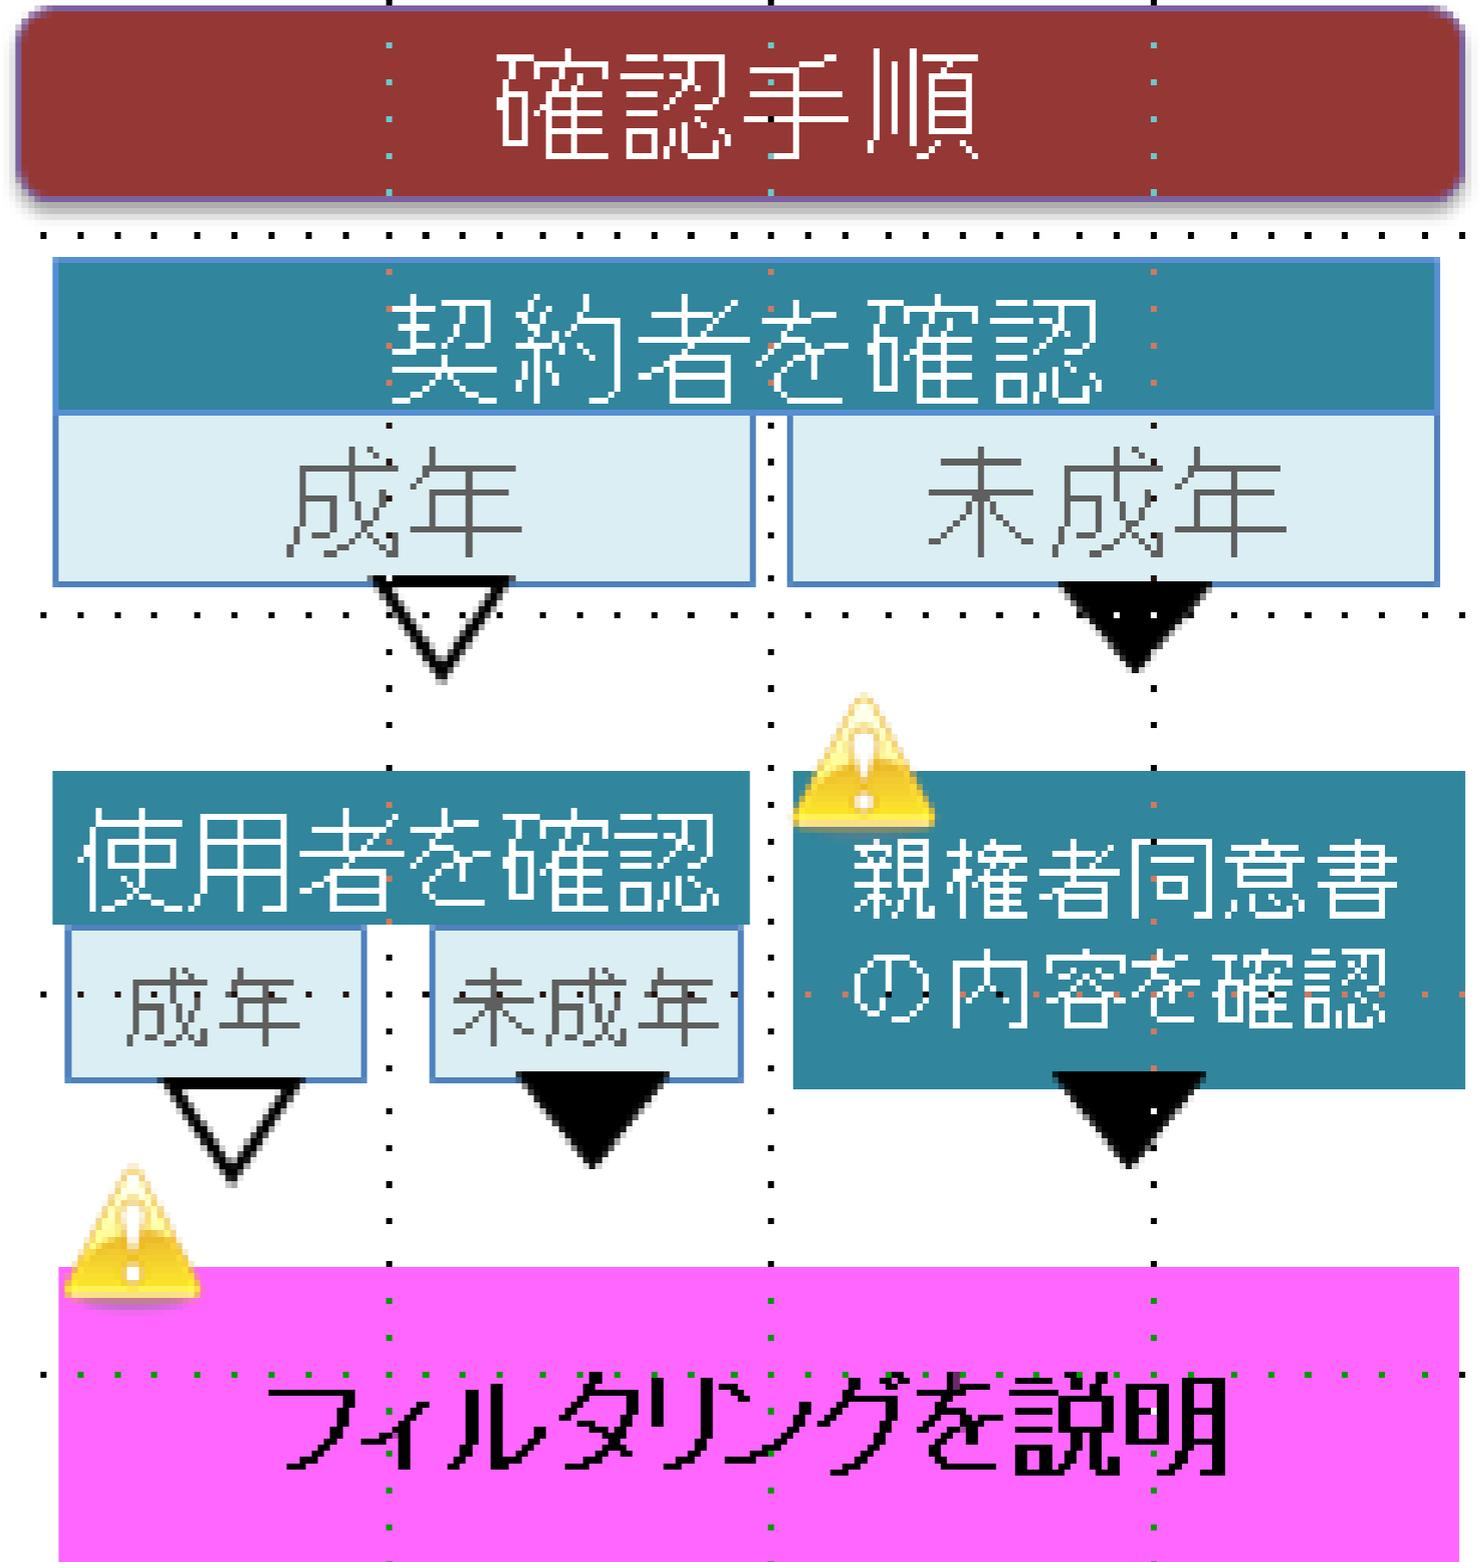 確認手順
契約者を確認
成年
未成年
使用者を確認
成年
未成年
親権者同意書
の内容を確認
フィルタリングを説明